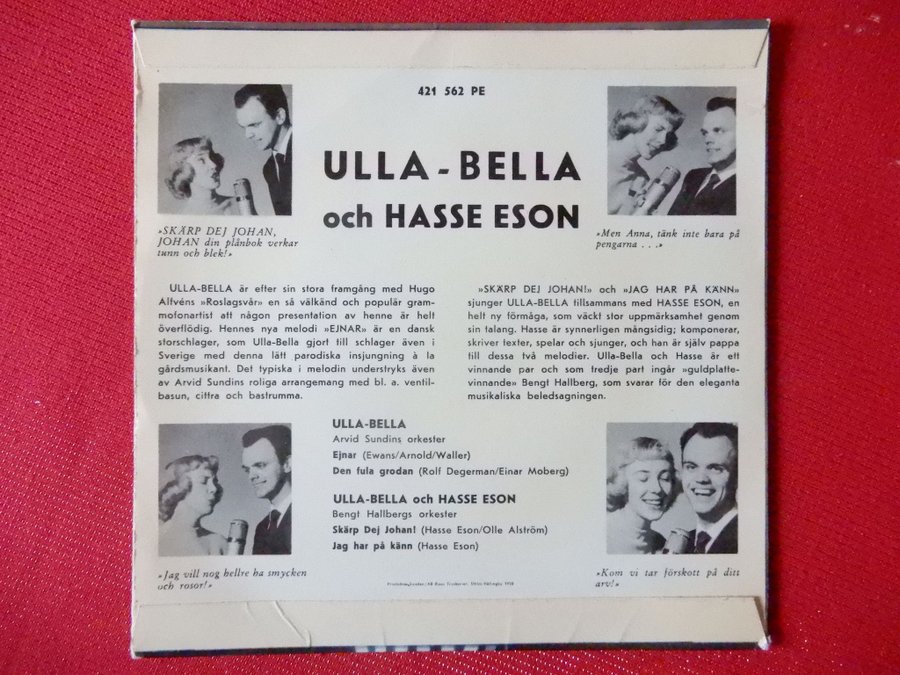 421 562 PE
ULLA-BELLA
och HASSE ESON
»SKÄRP DEJ JOHAN,
JOHAN din plånbok verkar
tunn och blek!»
»Men Anna, tänk inte bara på
pengarna . . .»
ULLA-BELLA är efter sin stora framgång med Hugo
Alfvéns »Roslagsvår» en så välkänd och populär gram-
mofonartist att någon presentation av henne är helt
överflödig. Hennes nya melodi »EJNAR» är en dansk
storschlager, som Ulla-Bella gjort till schlager även i
Sverige med denna lätt parodiska insjungning à la
gårdsmusikant. Det typiska i melodin understryks även
av Arvid Sundins roliga arrangemang med bl. a. ventil-
basun, cittra och bastrumma.
»SKÄRP DEJ JOHAN!» och »JAG HAR PÅ KÄNN»
sjunger ULLA-BELLA tillsammans med HASSE ESON, en
helt ny förmåga, som väckt stor uppmärksamhet genom
sin talang. Hasse är synnerligen mångsidig; komponerar,
skriver texter, spelar och sjunger, och han är själv pappa
till dessa två melodier. Ulla-Bella och Hasse är ett
vinnande par och som tredje part ingår »guldplatte-
vinnande» Bengt Hallberg, som svarar för den eleganta
musikaliska beledsagningen.
ULLA-BELLA
Arvid Sundins orkester
Ejnar (Ewans/Arnold/Waller)
Den fula grodan (Rolf Degerman/Einar Moberg)
ULLA-BELLA och HASSE ESON
Bengt Hallbergs orkester
Skärp Dej Johan! (Hasse Eson/Olle Alström)
Jag har på känn (Hasse Eson)
»Jag vill nog hellre ha smycken
och rosor!»
»Kom vi tar förskott på ditt
arv!»